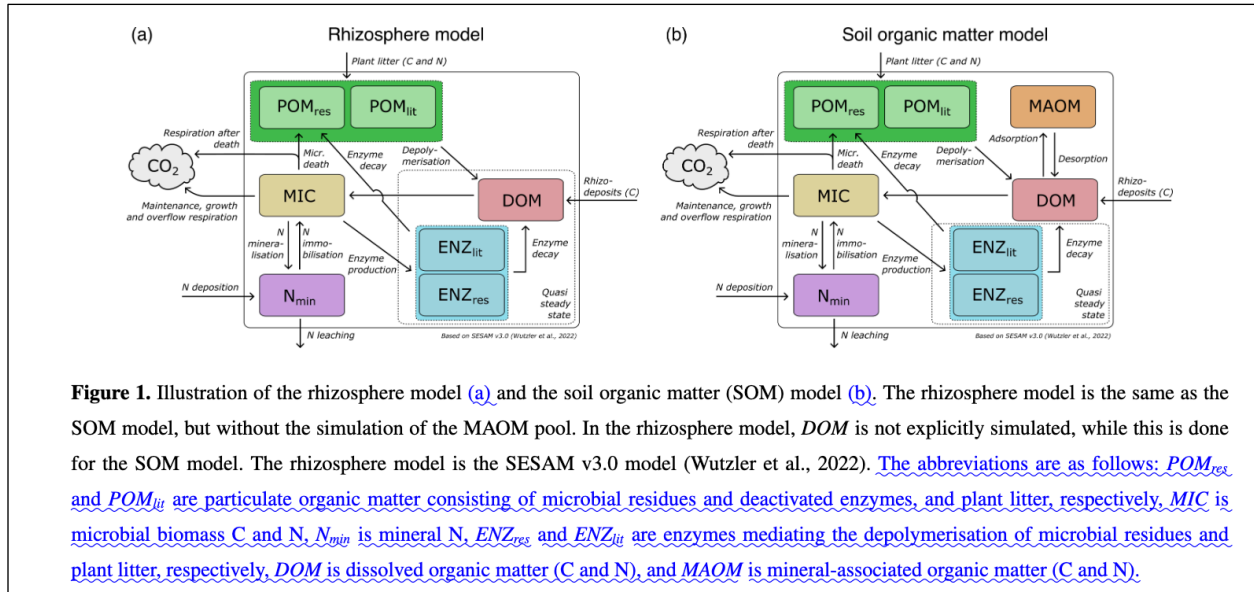 (a)
Rhizosphere model
Plant litter (C and N)
POMres
POMlit
Respiration after
death
CO2
Micr.
death
Enzyme
decay
Depoly-
merisation
MIC
DOM
Rhizo-
deposits (C)
Maintenance, growth
and overflow respiration
N
minera-
lisation
N
immo-
bilisation
Enzyme
production
ENZlit
ENZres
Enzyme
decay
N deposition
Nmin
Quasi
steady
state
N leaching
Based on SESAM v3.0 (Wutzler et al., 2022)
(b)
Soil organic matter model
Plant litter (C and N)
POMres
POMlit
MAOM
Respiration after
death
CO2
Micr.
death
Enzyme
decay
Depoly-
merisation
Adsorption
Desorption
MIC
DOM
Rhizo-
deposits (C)
Maintenance, growth
and overflow respiration
N
minera-
lisation
N
immo-
bilisation
Enzyme
production
ENZlit
ENZres
Enzyme
decay
N deposition
Nmin
Quasi
steady
state
N leaching
Based on SESAM v3.0 (Wutzler et al., 2022)
Figure 1. Illustration of the rhizosphere model (a) and the soil organic matter (SOM) model (b). The rhizosphere model is the same as the
SOM model, but without the simulation of the MAOM pool. In the rhizosphere model, DOM is not explicitly simulated, while this is done
for the SOM model. The rhizosphere model is the SESAM v3.0 model (Wutzler et al., 2022). The abbreviations are as follows: POMres
and POMlit are particulate organic matter consisting of microbial residues and deactivated enzymes, and plant litter, respectively, MIC is
microbial biomass C and N, Nmin is mineral N, ENZres and ENZlit are enzymes mediating the depolymerisation of microbial residues and
plant litter, respectively, DOM is dissolved organic matter (C and N), and MAOM is mineral-associated organic matter (C and N).